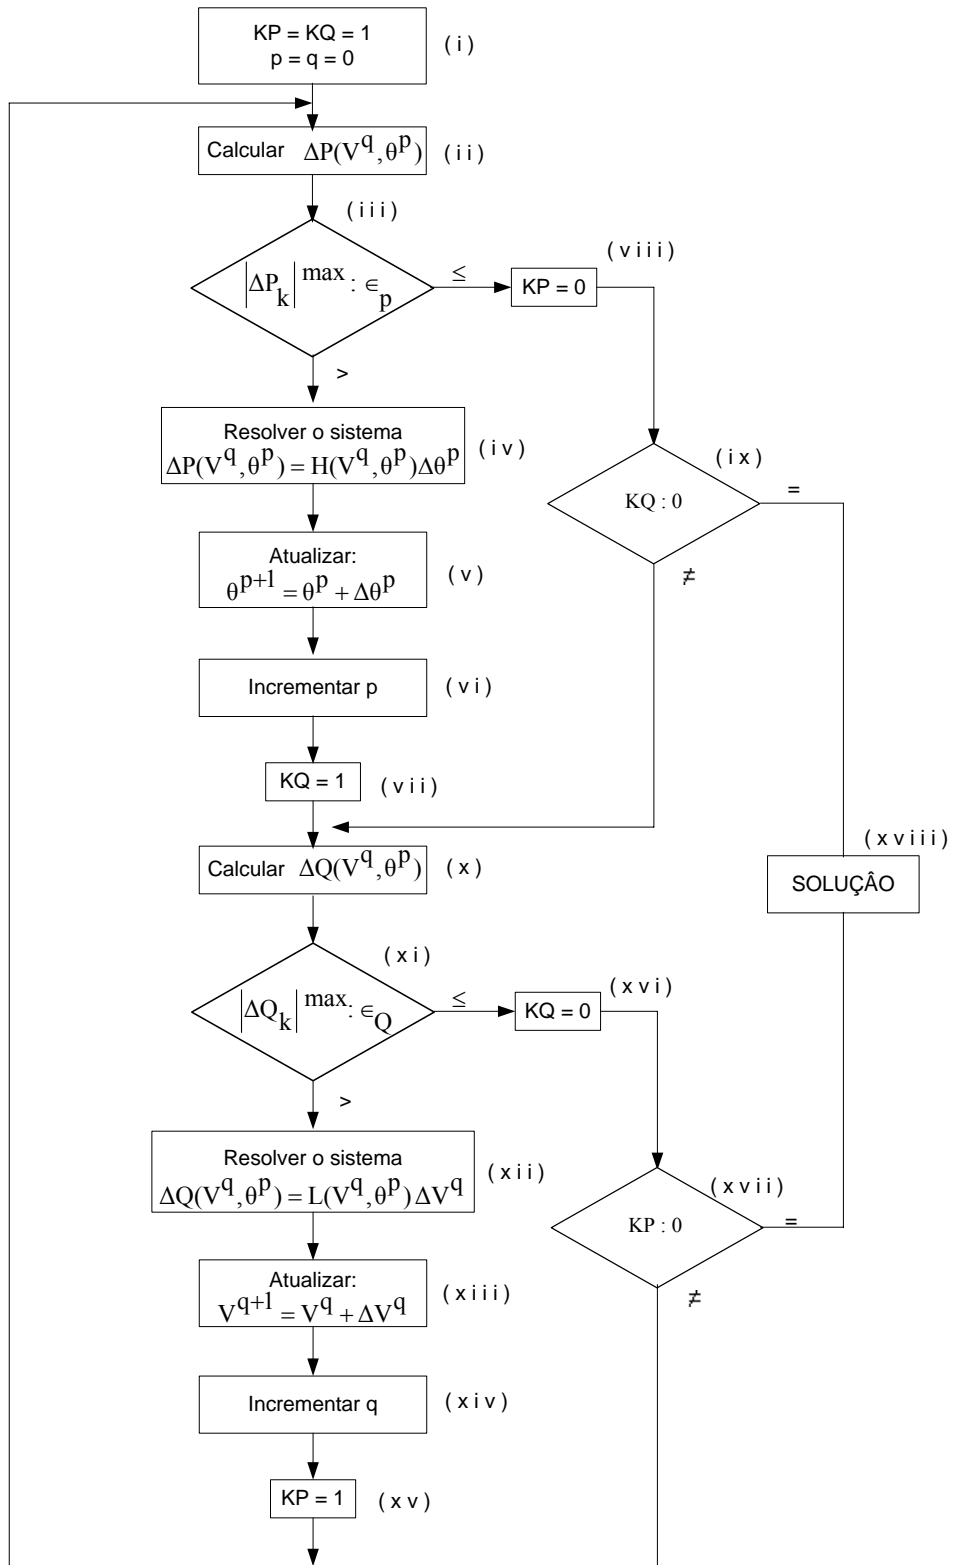 KP = KQ = 1
p = q = 0
(i)
Calcular ΔP(V^q,θ^p)
(ii)
(iii)
|ΔP_k|^max : ∈_p
≤
>
(viii)
KP = 0
Resolver o sistema
ΔP(V^q,θ^p) = H(V^q,θ^p)Δθ^p
(iv)
(ix)
KQ : 0
=
≠
Atualizar:
θ^p+1 = θ^p + Δθ^p
(v)
Incrementar p
(vi)
KQ = 1
(vii)
Calcular ΔQ(V^q,θ^p)
(x)
(xviii)
SOLUÇÂO
(xi)
|ΔQ_k|^max : ∈_Q
≤
>
(xvi)
KQ = 0
Resolver o sistema
ΔQ(V^q,θ^p) = L(V^q,θ^p)ΔV^q
(xii)
(xvii)
KP : 0
=
≠
Atualizar:
V^q+1 = V^q + ΔV^q
(xiii)
Incrementar q
(xiv)
KP = 1
(xv)